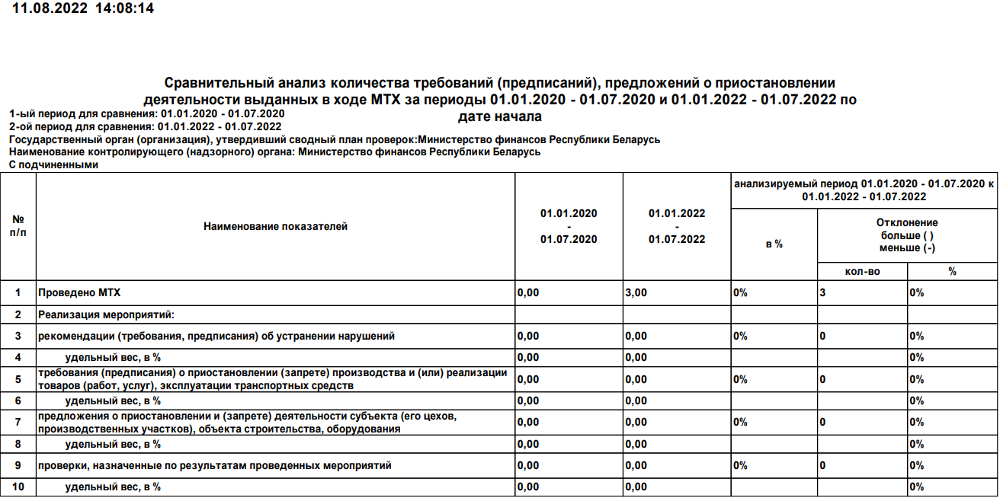 11.08.2022 14:08:14
Сравнительный анализ количества требований (предписаний), предложений о приостановлении
деятельности выданных в ходе МТХ за периоды 01.01.2020 - 01.07.2020 и 01.01.2022 - 01.07.2022 по
дате начала
1-ый период для сравнения: 01.01.2020 - 01.07.2020
2-ой период для сравнения: 01.01.2022 - 01.07.2022
Государственный орган (организация), утвердивший сводный план проверок:Министерство финансов Республики Беларусь
Наименование контролирующего (надзорного) органа: Министерство финансов Республики Беларусь
С подчиненными
№
п/п
Наименование показателей
01.01.2020
-
01.07.2020
01.01.2022
-
01.07.2022
анализируемый период 01.01.2020 - 01.07.2020 к
01.01.2022 - 01.07.2022
в %
Отклонение
больше ( )
меньше (-)
кол-во %
1 Проведено МТХ 0,00 3,00 0% 3 0%
2 Реализация мероприятий:
3 рекомендации (требования, предписания) об устранении нарушений 0,00 0,00 0% 0 0%
4 удельный вес, в % 0,00 0,00 0%
5 требования (предписания) о приостановлении (запрете) производства и (или) реализации
товаров (работ, услуг), эксплуатации транспортных средств 0,00 0,00 0% 0 0%
6 удельный вес, в % 0,00 0,00 0%
7 предложения о приостановлении и (запрете) деятельности субъекта (его цехов,
производственных участков), объекта строительства, оборудования 0,00 0,00 0% 0 0%
8 удельный вес, в % 0,00 0,00 0%
9 проверки, назначенные по результатам проведенных мероприятий 0,00 0,00 0% 0 0%
10 удельный вес, в % 0,00 0,00 0%